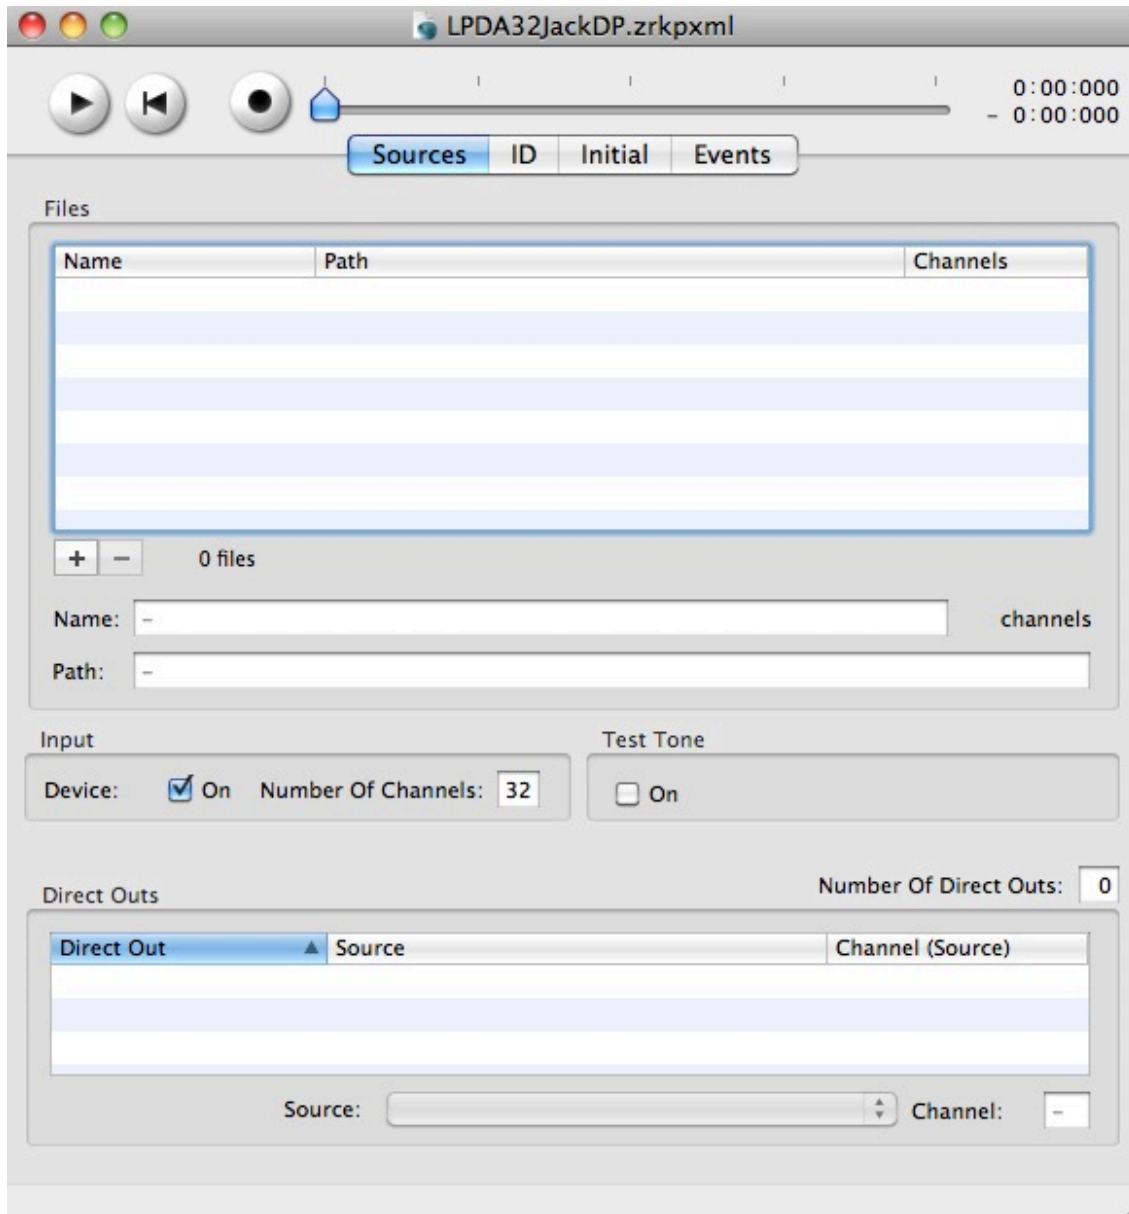 LPDA32JackDP.zrkpxml
0:00:000
- 0:00:000
Sources ID Initial Events
Files
Name Path Channels
+ - 0 files
Name: - channels
Path: -
Input Test Tone
Device: On Number Of Channels: 32 On
Number Of Direct Outs: 0
Direct Outs
Direct Out Source Channel (Source)
Source: Channel: -